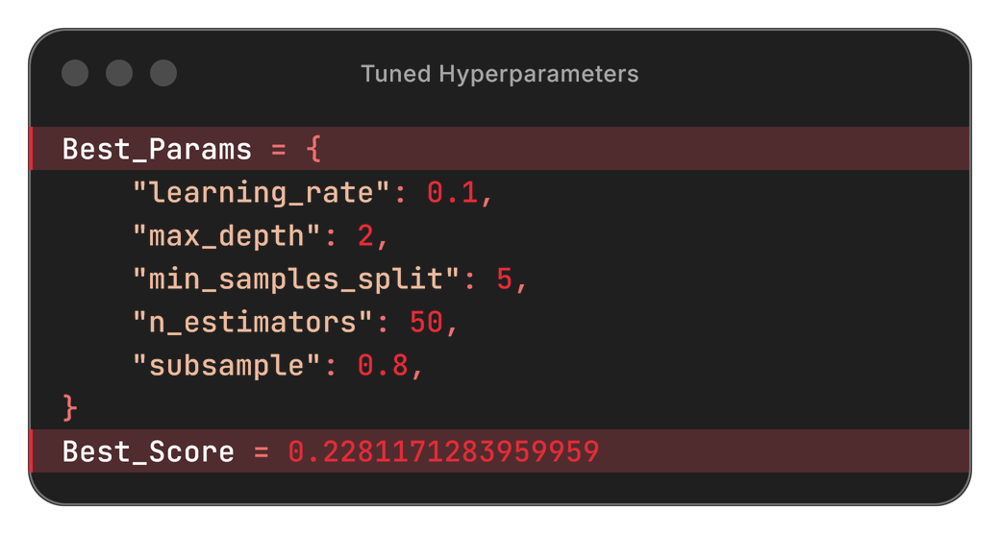 Tuned Hyperparameters
Best_Params = {
    "learning_rate": 0.1,
    "max_depth": 2,
    "min_samples_split": 5,
    "n_estimators": 50,
    "subsample": 0.8,
}
Best_Score = 0.2281171283959959